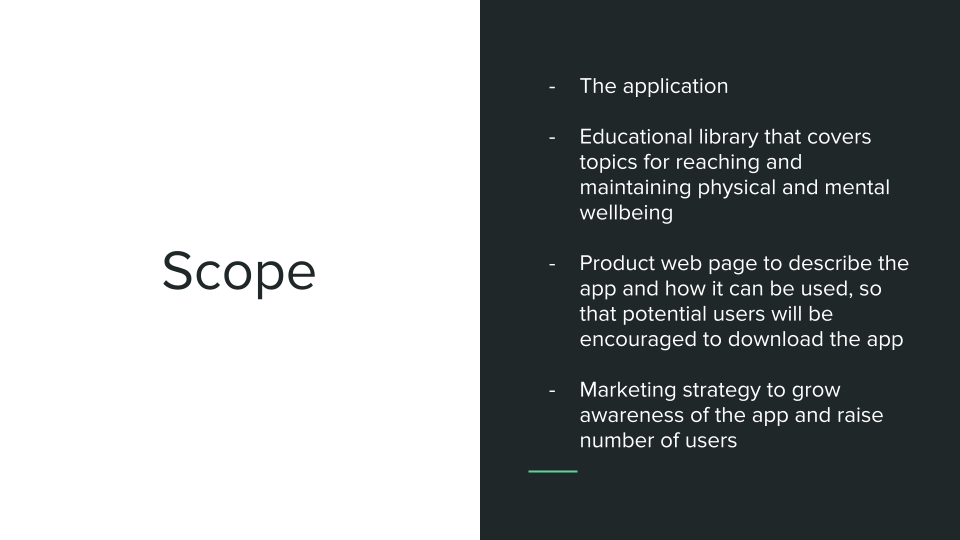 Scope
- The application
- Educational library that covers
topics for reaching and
maintaining physical and mental
wellbeing
- Product web page to describe the
app and how it can be used, so
that potential users will be
encouraged to download the app
- Marketing strategy to grow
awareness of the app and raise
number of users